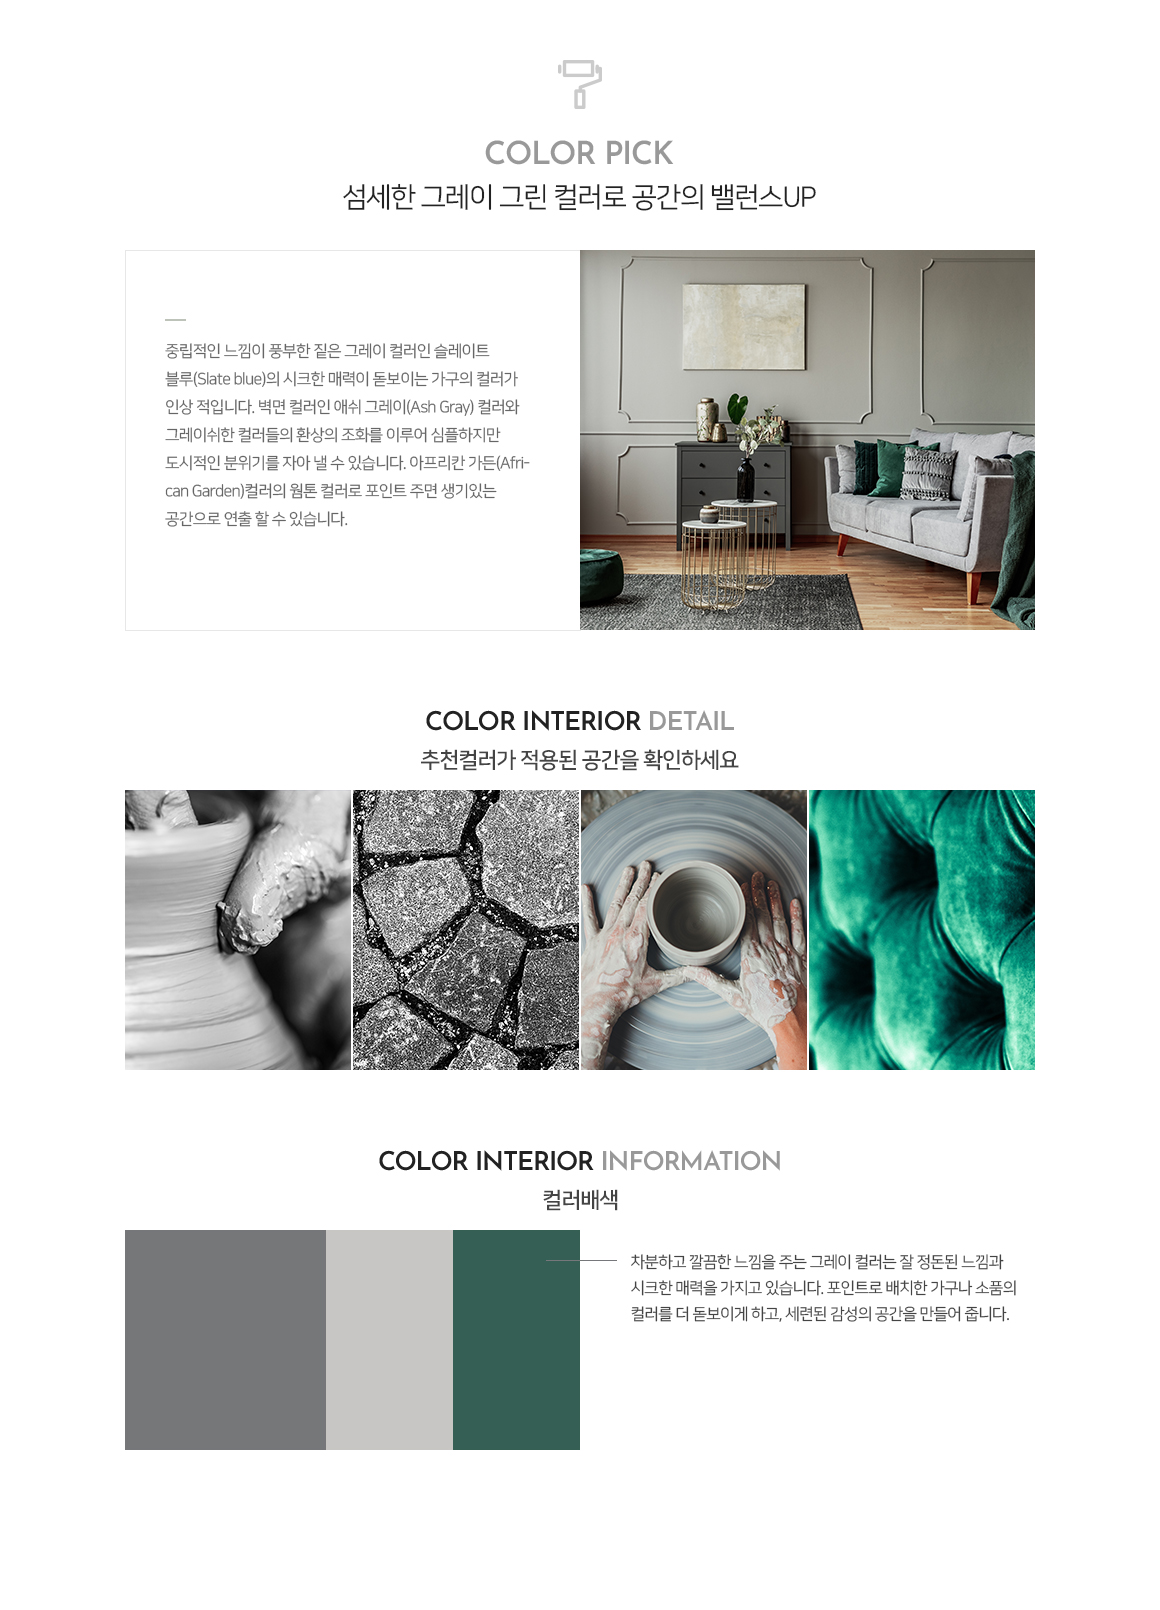 COLOR PICK
섬세한 그레이 그린 컬러로 공간의 밸런스UP
중립적인 느낌이 풍부한 짙은 그레이 컬러인 슬레이트
블루(Slate blue)의 시크한 매력이 돋보이는 가구의 컬러가
인상 적입니다. 벽면 컬러인 애쉬 그레이(Ash Gray) 컬러와
그레이쉬한 컬러들의 환상의 조화를 이루어 심플하지만
도시적인 분위기를 자아 낼 수 있습니다. 아프리칸 가든(Afri-
can Garden)컬러의 웜톤 컬러로 포인트 주면 생기있는
공간으로 연출 할 수 있습니다.
COLOR INTERIOR DETAIL
추천컬러가 적용된 공간을 확인하세요
COLOR INTERIOR INFORMATION
컬러배색
차분하고 깔끔한 느낌을 주는 그레이 컬러는 잘 정돈된 느낌과
시크한 매력을 가지고 있습니다. 포인트로 배치한 가구나 소품의
컬러를 더 돋보이게 하고, 세련된 감성의 공간을 만들어 줍니다.